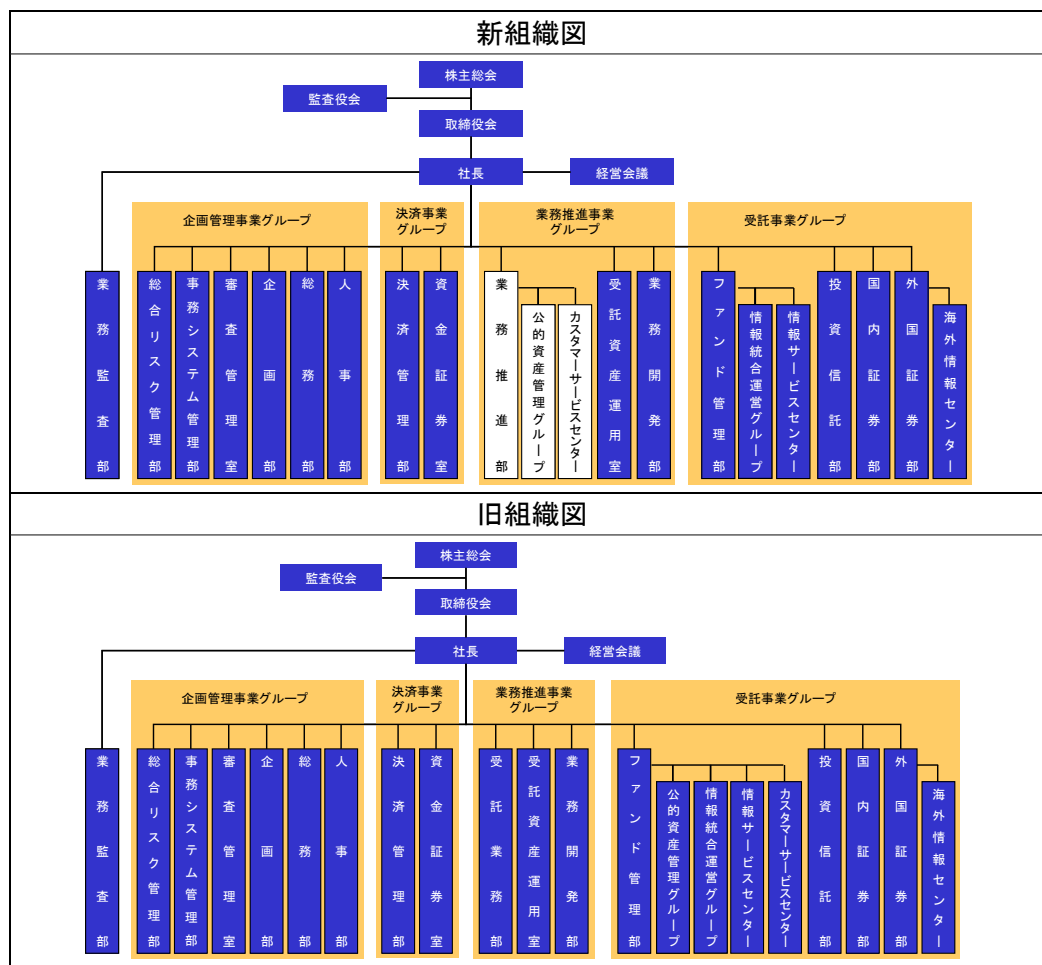 新組織図
株主総会
監査役会
取締役会
社長
経営会議
企画管理事業グループ
決済事業
グループ
業務推進事業
グループ
受託事業グループ
業務監査部
総合リスク管理部
事務システム管理部
審査管理室
企画部
総務部
人事部
決済管理部
資金証券室
業務推進部
公的資産管理グループ
カスタマーサービスセンター
受託資産運用室
業務開発部
ファンド管理部
情報統合運営グループ
情報サービスセンター
投資信託部
国内証券部
外国証券部
海外情報センター
旧組織図
株主総会
監査役会
取締役会
社長
経営会議
企画管理事業グループ
決済事業
グループ
業務推進事業
グループ
受託事業グループ
業務監査部
総合リスク管理部
事務システム管理部
審査管理室
企画部
総務部
人事部
決済管理部
資金証券室
受託業務部
受託資産運用室
業務開発部
ファンド管理部
公的資産管理グループ
情報統合運営グループ
情報サービスセンター
カスタマーサービスセンター
投資信託部
国内証券部
外国証券部
海外情報センター